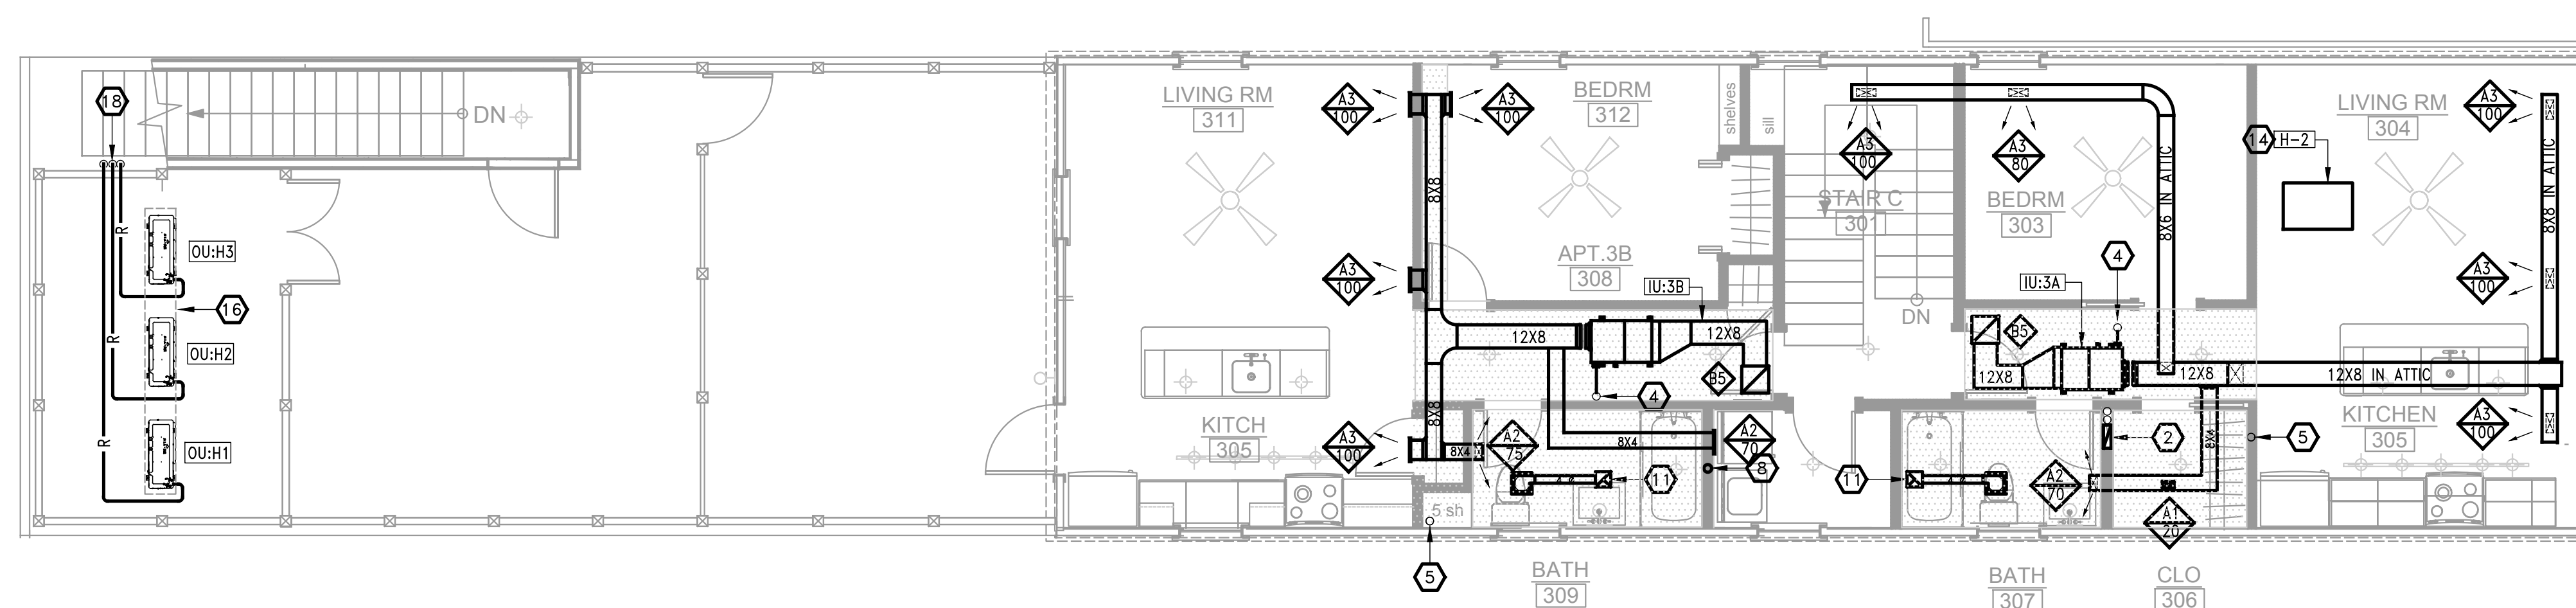 18
DN
R
R
R
OU:H3
16
OU:H2
OU:H1
LIVING RM
311
A3
100
A3
100
A3
100
A3
100
KITCH
305
8X8
8X8
8X4
12X8
12X8
BEDRM
312
shelves
sill
APT.3B
308
IU:3B
B5
4
A2
75
8X4
A2
70
8
11
4"Ø
5 sh
5
BATH
309
A3
100
STAIR C
301
DN
A3
80
BEDRM
303
8X6 IN ATTIC
4
IU:3A
B5
12X8
12X8
12X8 IN ATTIC
11
4"Ø
2
8X4
5
A2
70
A1
20
BATH
307
CLO
306
14
H-2
LIVING RM
304
A3
100
A3
100
A3
100
8X8 IN ATTIC
KITCHEN
305